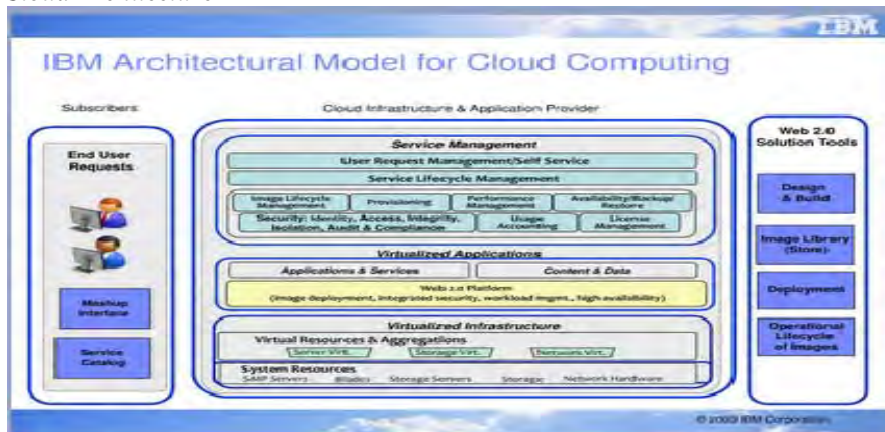 IBM
IBM Architectural Model for Cloud Computing
Subscribers
Cloud Infrastructure & Application Provider
End User
Requests
Mashup
Interface
Service
Catalog
Service Management
User Request Management/Self Service
Service Lifecycle Management
Image Lifecycle
Management
Provisioning
Performance
Management
Availability/Backup/
Restore
Security: Identity, Access, Integrity,
Isolation, Audit & Compliance
Usage
Accounting
License
Management
Virtualized Applications
Applications & Services
Content & Data
Web 2.0 Platform
(image deployment, integrated security, workload mgmt., high availability)
Virtualized Infrastructure
Virtual Resources & Aggregations
Server Virt.
Storage Virt.
Network Virt.
System Resources
SMP Servers
Blades
Storage Servers
Storage
Network Hardware
Web 2.0
Solution Tools
Design
& Build
Image Library
(Store)
Deployment
Operational
Lifecycle
of Images
IBM Corporation